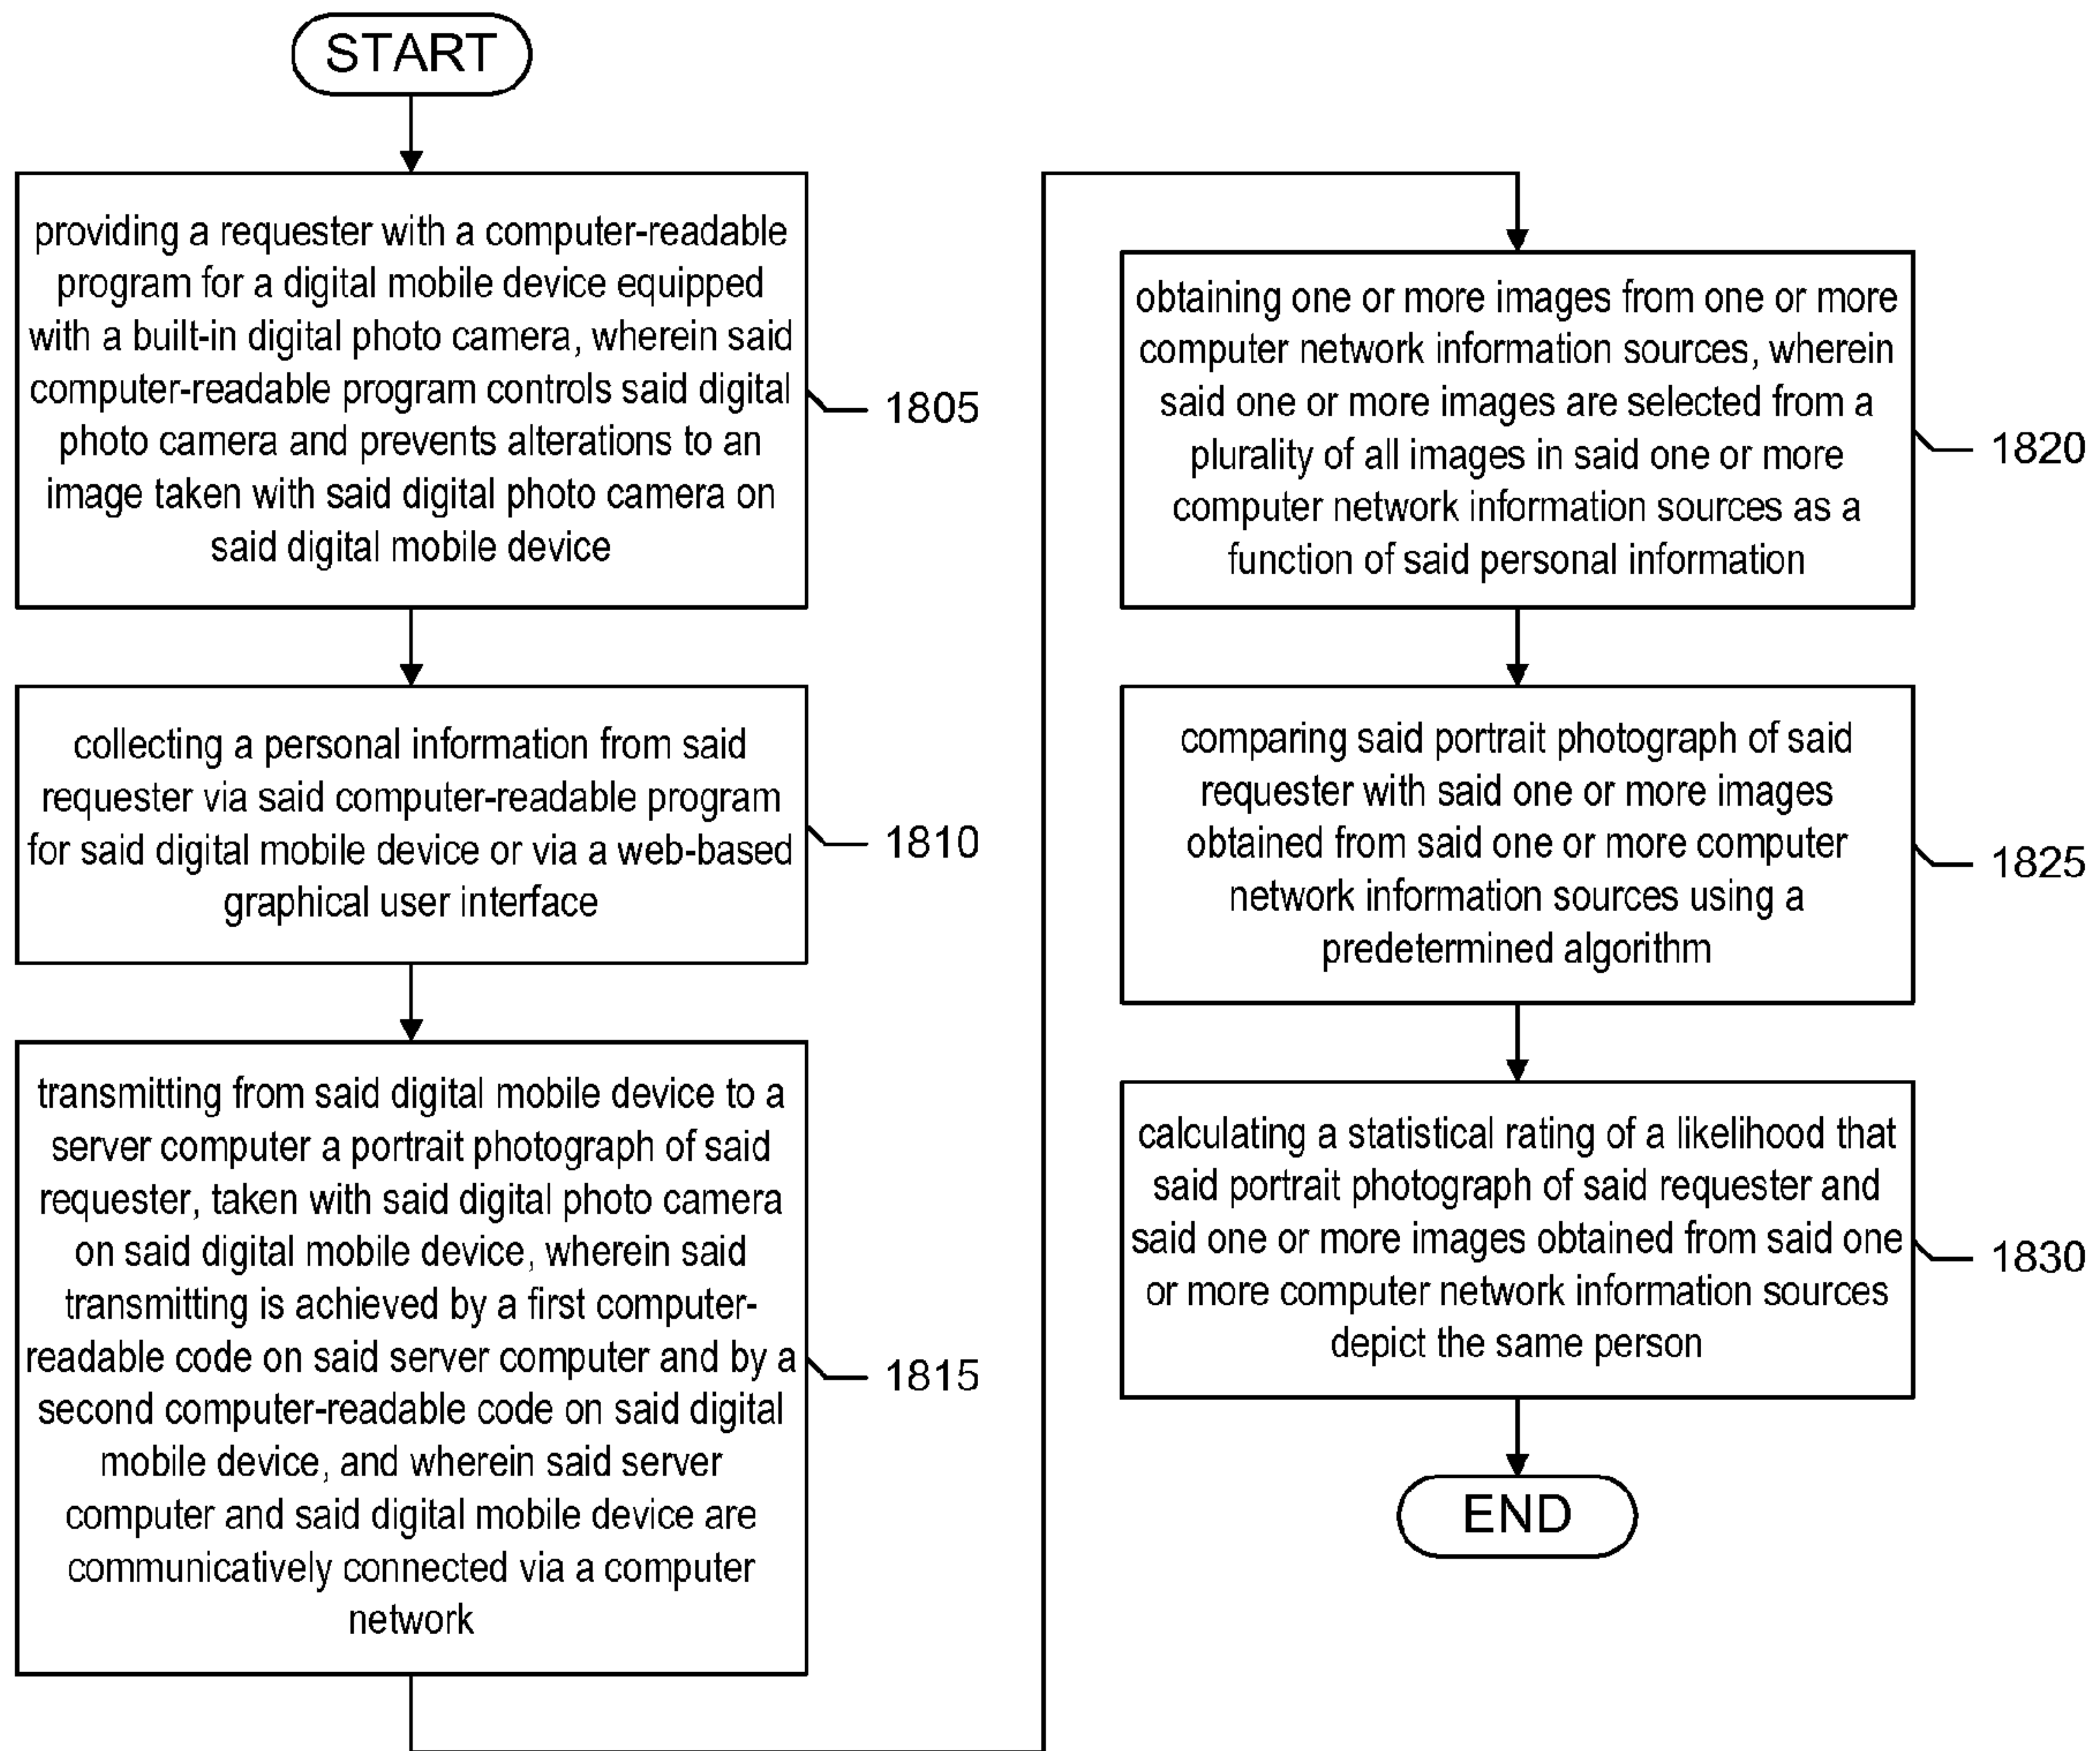 START
providing a requester with a computer-readable
program for a digital mobile device equipped
with a built-in digital photo camera, wherein said
computer-readable program controls said digital
photo camera and prevents alterations to an
image taken with said digital photo camera on
said digital mobile device
1805
collecting a personal information from said
requester via said computer-readable program
for said digital mobile device or via a web-based
graphical user interface
1810
transmitting from said digital mobile device to a
server computer a portrait photograph of said
requester, taken with said digital photo camera
on said digital mobile device, wherein said
transmitting is achieved by a first computer-
readable code on said server computer and by a
second computer-readable code on said digital
mobile device, and wherein said server
computer and said digital mobile device are
communicatively connected via a computer
network
1815
obtaining one or more images from one or more
computer network information sources, wherein
said one or more images are selected from a
plurality of all images in said one or more
computer network information sources as a
function of said personal information
1820
comparing said portrait photograph of said
requester with said one or more images
obtained from said one or more computer
network information sources using a
predetermined algorithm
1825
calculating a statistical rating of a likelihood that
said portrait photograph of said requester and
said one or more images obtained from said one
or more computer network information sources
depict the same person
1830
END